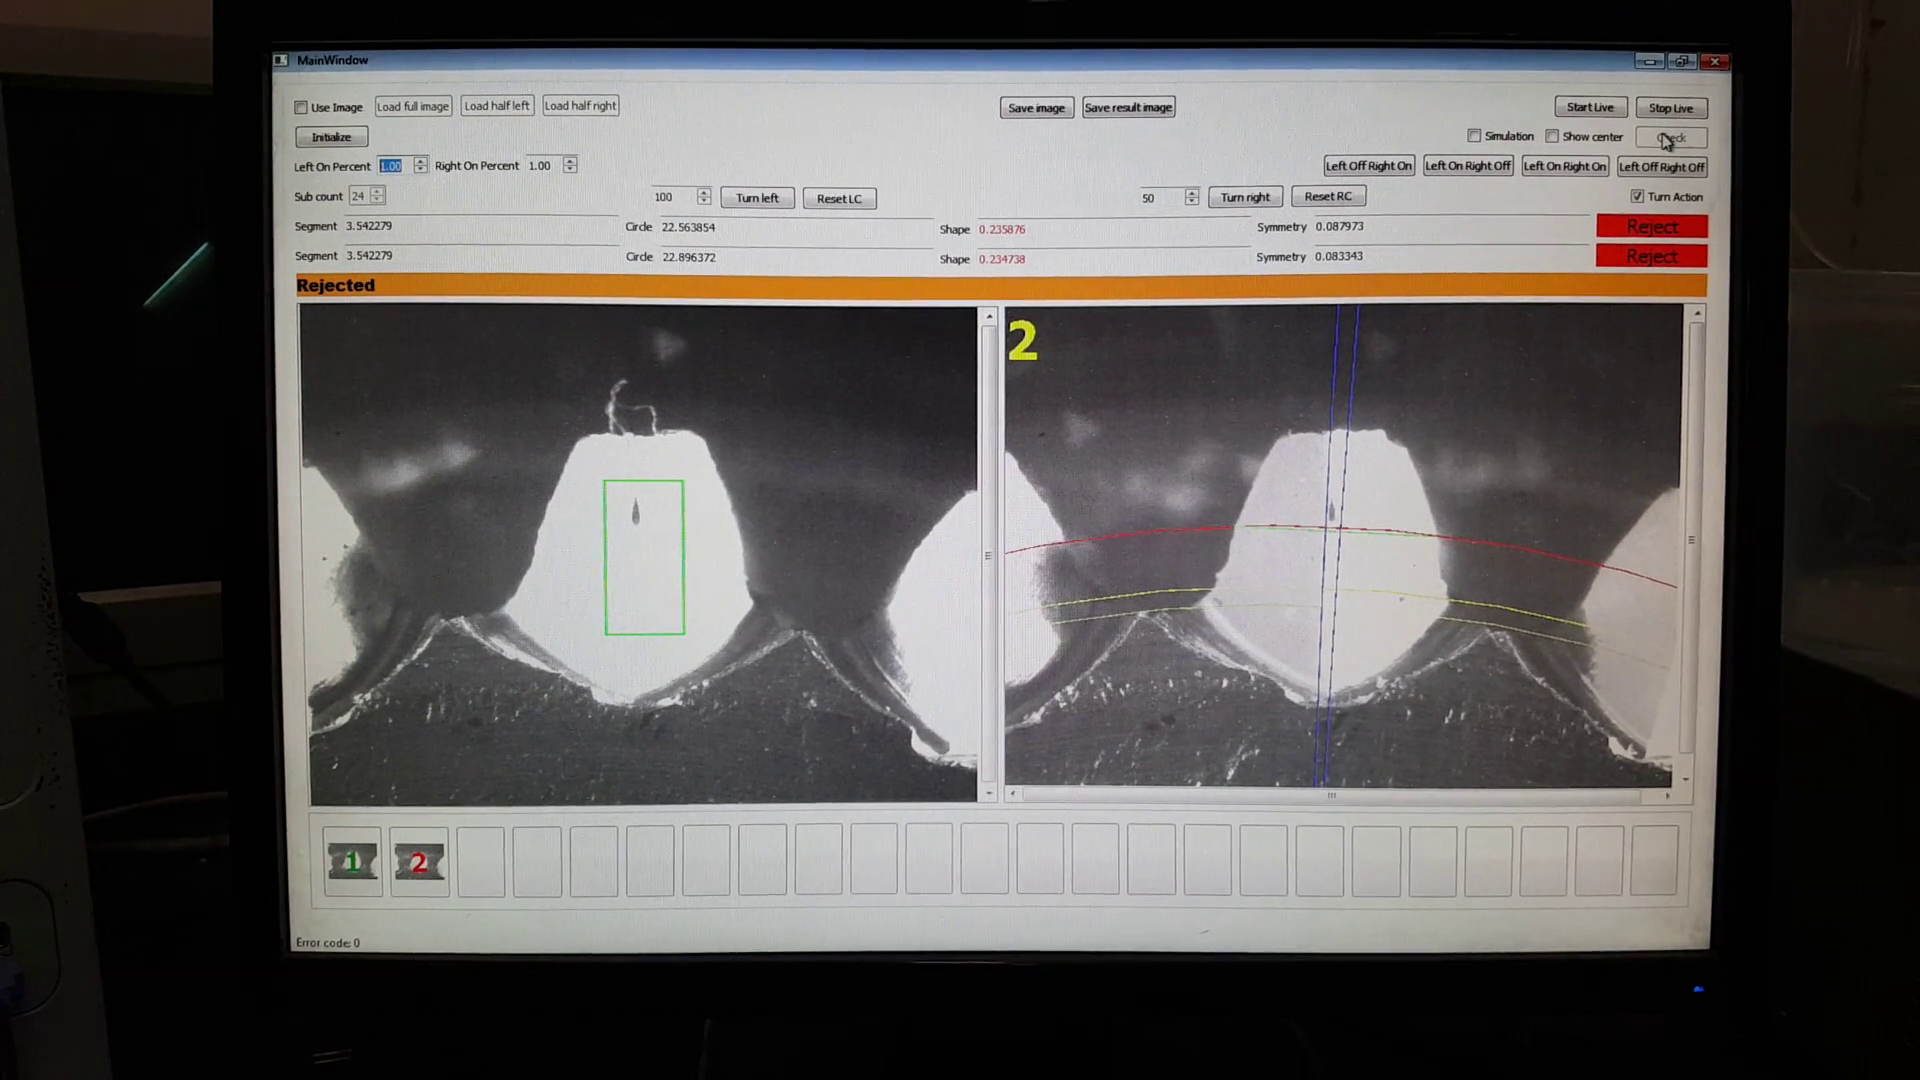 MainWindow
Use Image Load full image Load half left Load half right Save image Save result image Start Live Stop Live
Initialize Simulation Show center
Left On Percent 1.00 Right On Percent 1.00 Left Off Right On Left On Right Off Left On Right On Left Off Right Off
Sub count 24 100 Turn left Reset LC 50 Turn right Reset RC Turn Action
Segment 3.542279 Circle 22.563854 Shape 0.235876 Symmetry 0.087973 Reject
Segment 3.542279 Circle 22.896372 Shape 0.234738 Symmetry 0.083343 Reject
Rejected
2
1 2
Error code: 0